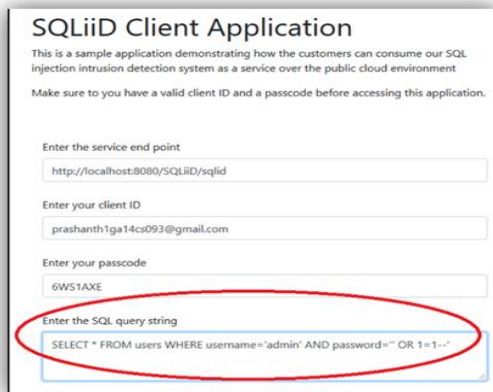 SQLiiD Client Application
This is a sample application demonstrating how the customers can consume our SQL
injection intrusion detection system as a service over the public cloud environment
Make sure to you have a valid client ID and a passcode before accessing this application.
Enter the service end point
http://localhost:8080/SQLiiD/sqlid
Enter your client ID
prashanth1ga14cs093@gmail.com
Enter your passcode
6WS1AXE
Enter the SQL query string
SELECT * FROM users WHERE username='admin' AND password='' OR 1=1--'